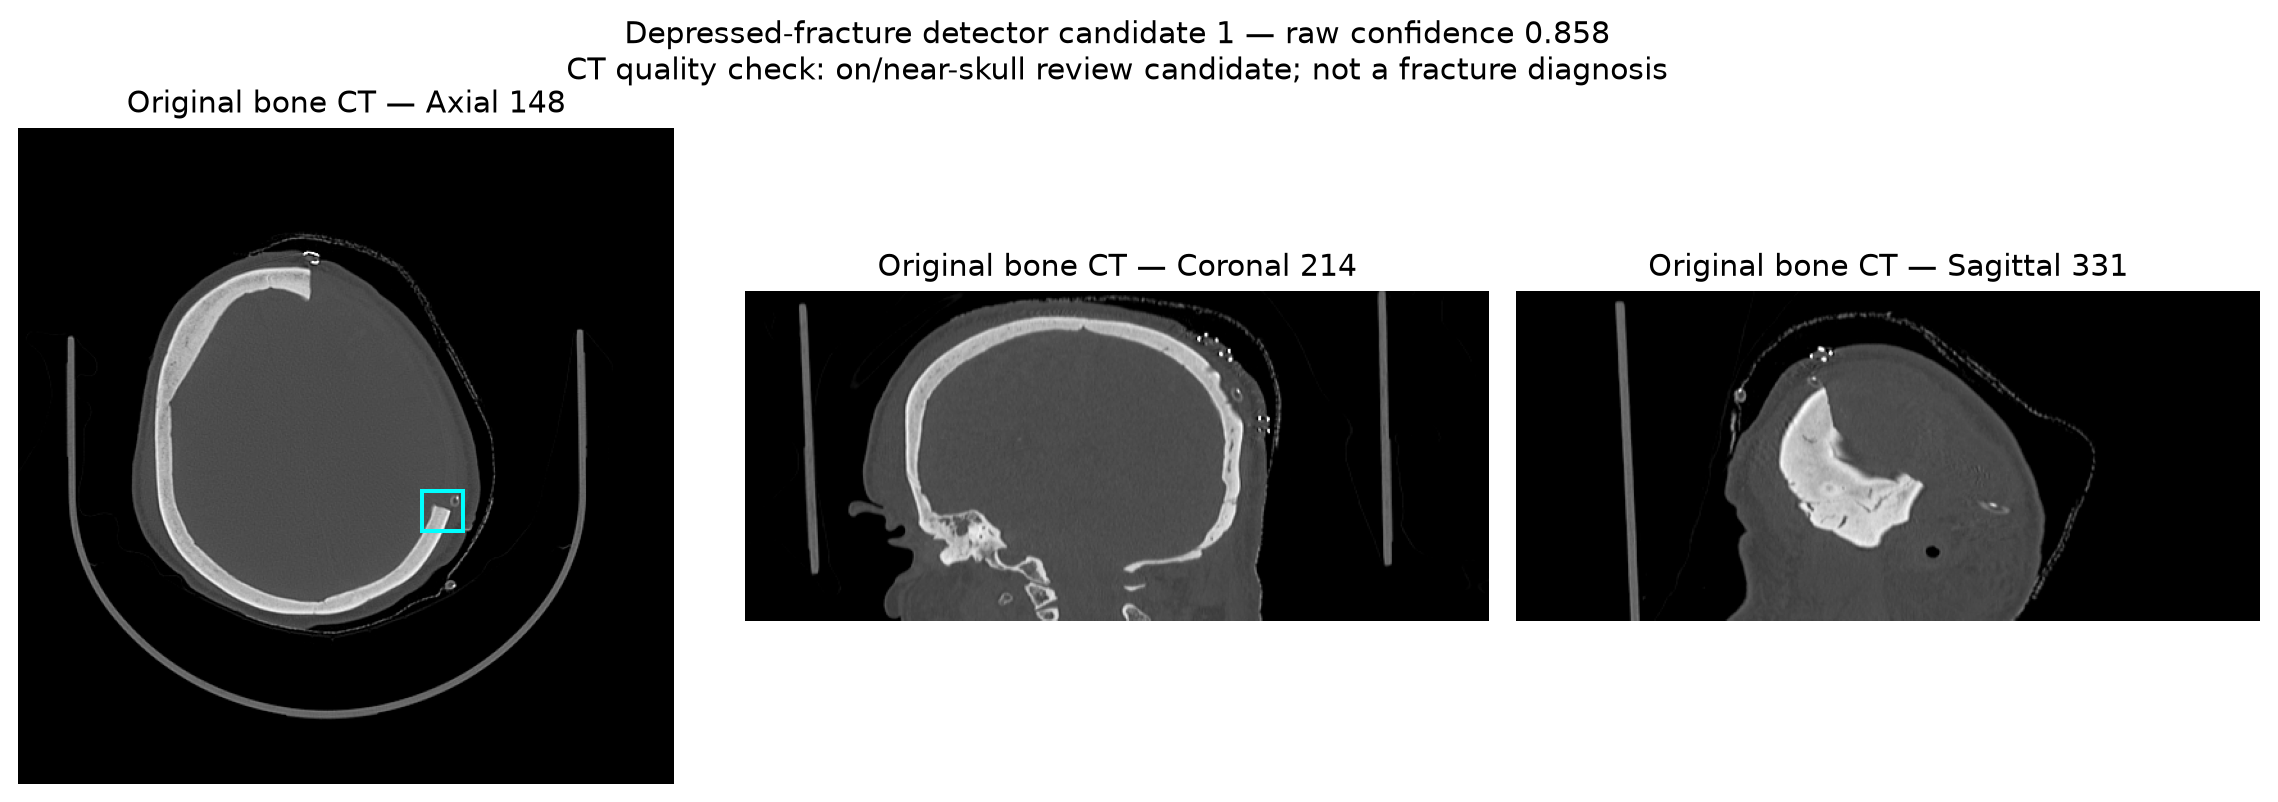 Depressed-fracture detector candidate 1 — raw confidence 0.858
CT quality check: on/near-skull review candidate; not a fracture diagnosis
Original bone CT — Axial 148
Original bone CT — Coronal 214
Original bone CT — Sagittal 331